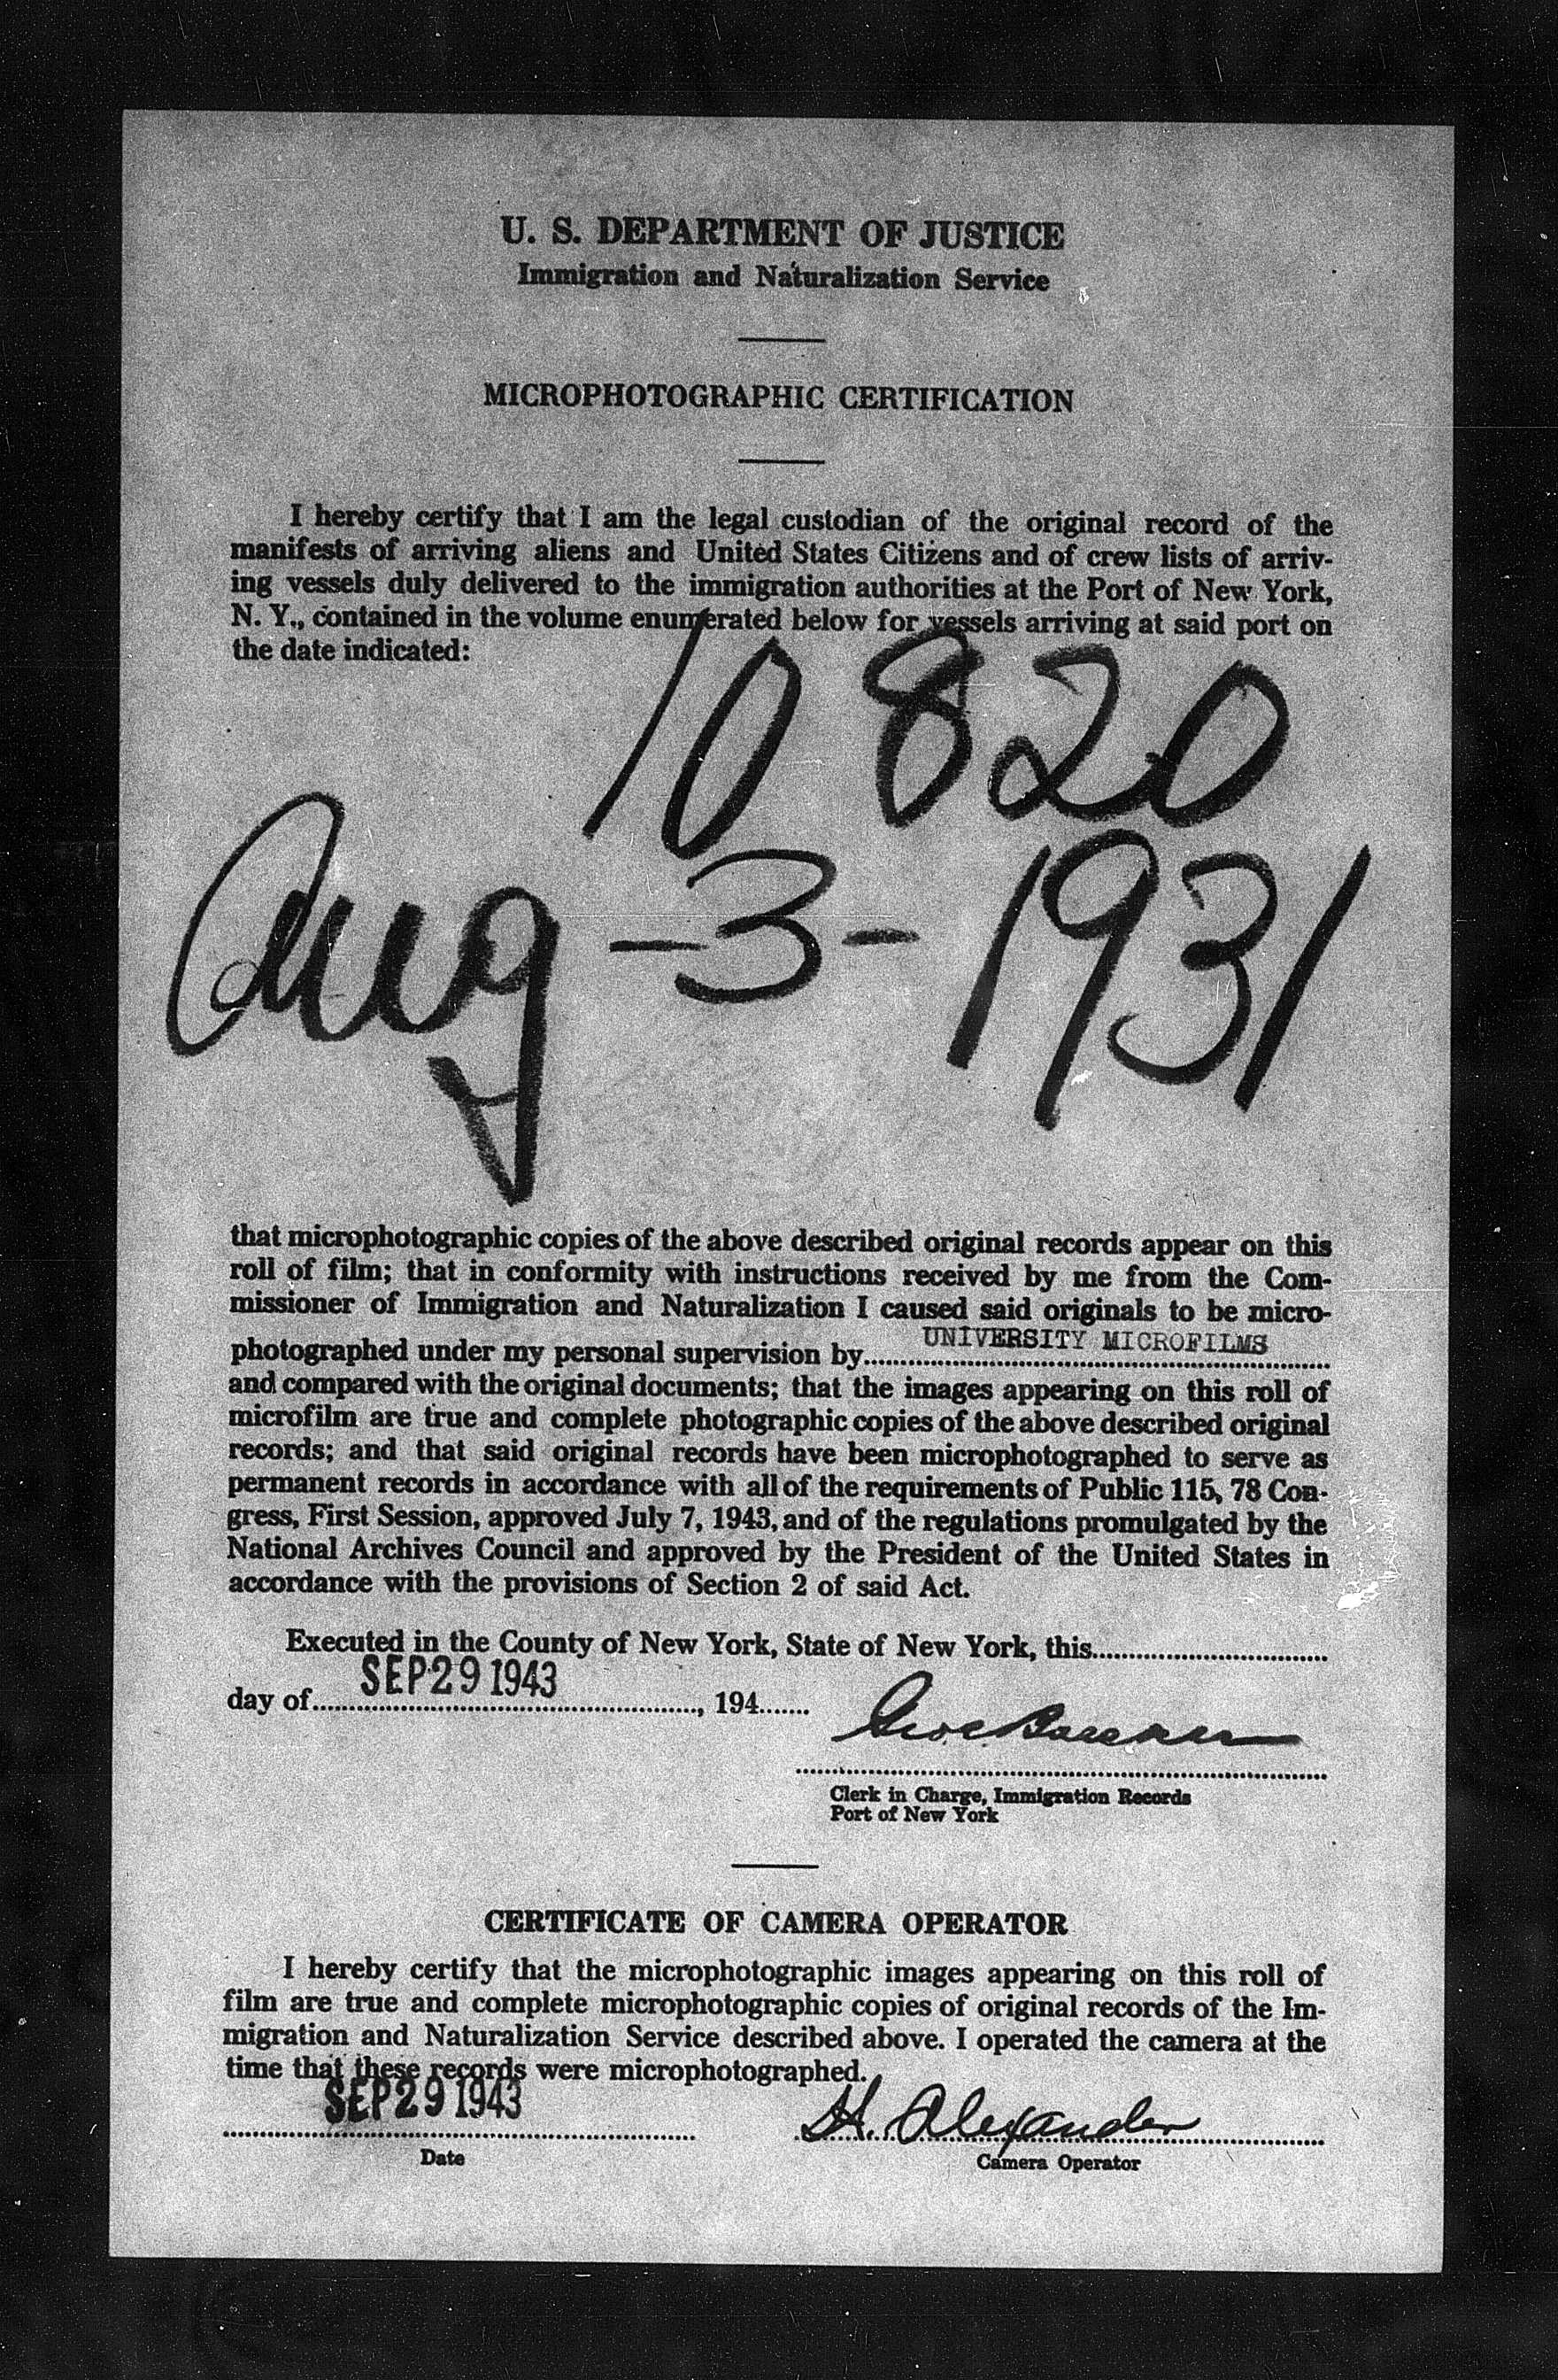 U. S. DEPARTMENT OF JUSTICE
Immigration and Naturalization Service
MICROPHOTOGRAPHIC CERTIFICATION
I hereby certify that I am the legal custodian of the original record of the
manifests of arriving aliens and United States Citizens and of crew lists of arriv-
ing vessels duly delivered to the immigration authorities at the Port of New York,
N. Y., contained in the volume enumerated below for vessels arriving at said port on
the date indicated:
10820
Aug-3-1931
that microphotographic copies of the above described original records appear on this
roll of film; that in conformity with instructions received by me from the Com-
missioner of Immigration and Naturalization I caused said originals to be micro-
photographed under my personal supervision by UNIVERSITY MICROFILMS
and compared with the original documents; that the images appearing on this roll of
microfilm are true and complete photographic copies of the above described original
records; and that said original records have been microphotographed to serve as
permanent records in accordance with all of the requirements of Public 115, 78 Con-
gress, First Session, approved July 7, 1943, and of the regulations promulgated by the
National Archives Council and approved by the President of the United States in
accordance with the provisions of Section 2 of said Act.
Executed in the County of New York, State of New York, this
day of SEP 29 1943, 194
Clerk in Charge, Immigration Records
Port of New York
CERTIFICATE OF CAMERA OPERATOR
I hereby certify that the microphotographic images appearing on this roll of
film are true and complete microphotographic copies of original records of the Im-
migration and Naturalization Service described above. I operated the camera at the
time that these records were microphotographed.
SEP 29 1943 H. Alexander
Date Camera Operator